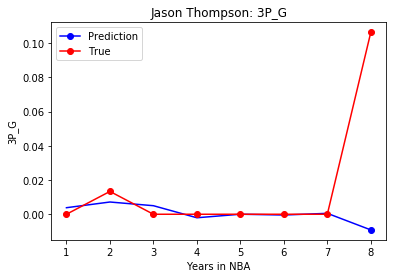 Jason Thompson: 3P_G
Prediction
True
3P_G
0.10
0.08
0.06
0.04
0.02
0.00
1 2 3 4 5 6 7 8
Years in NBA